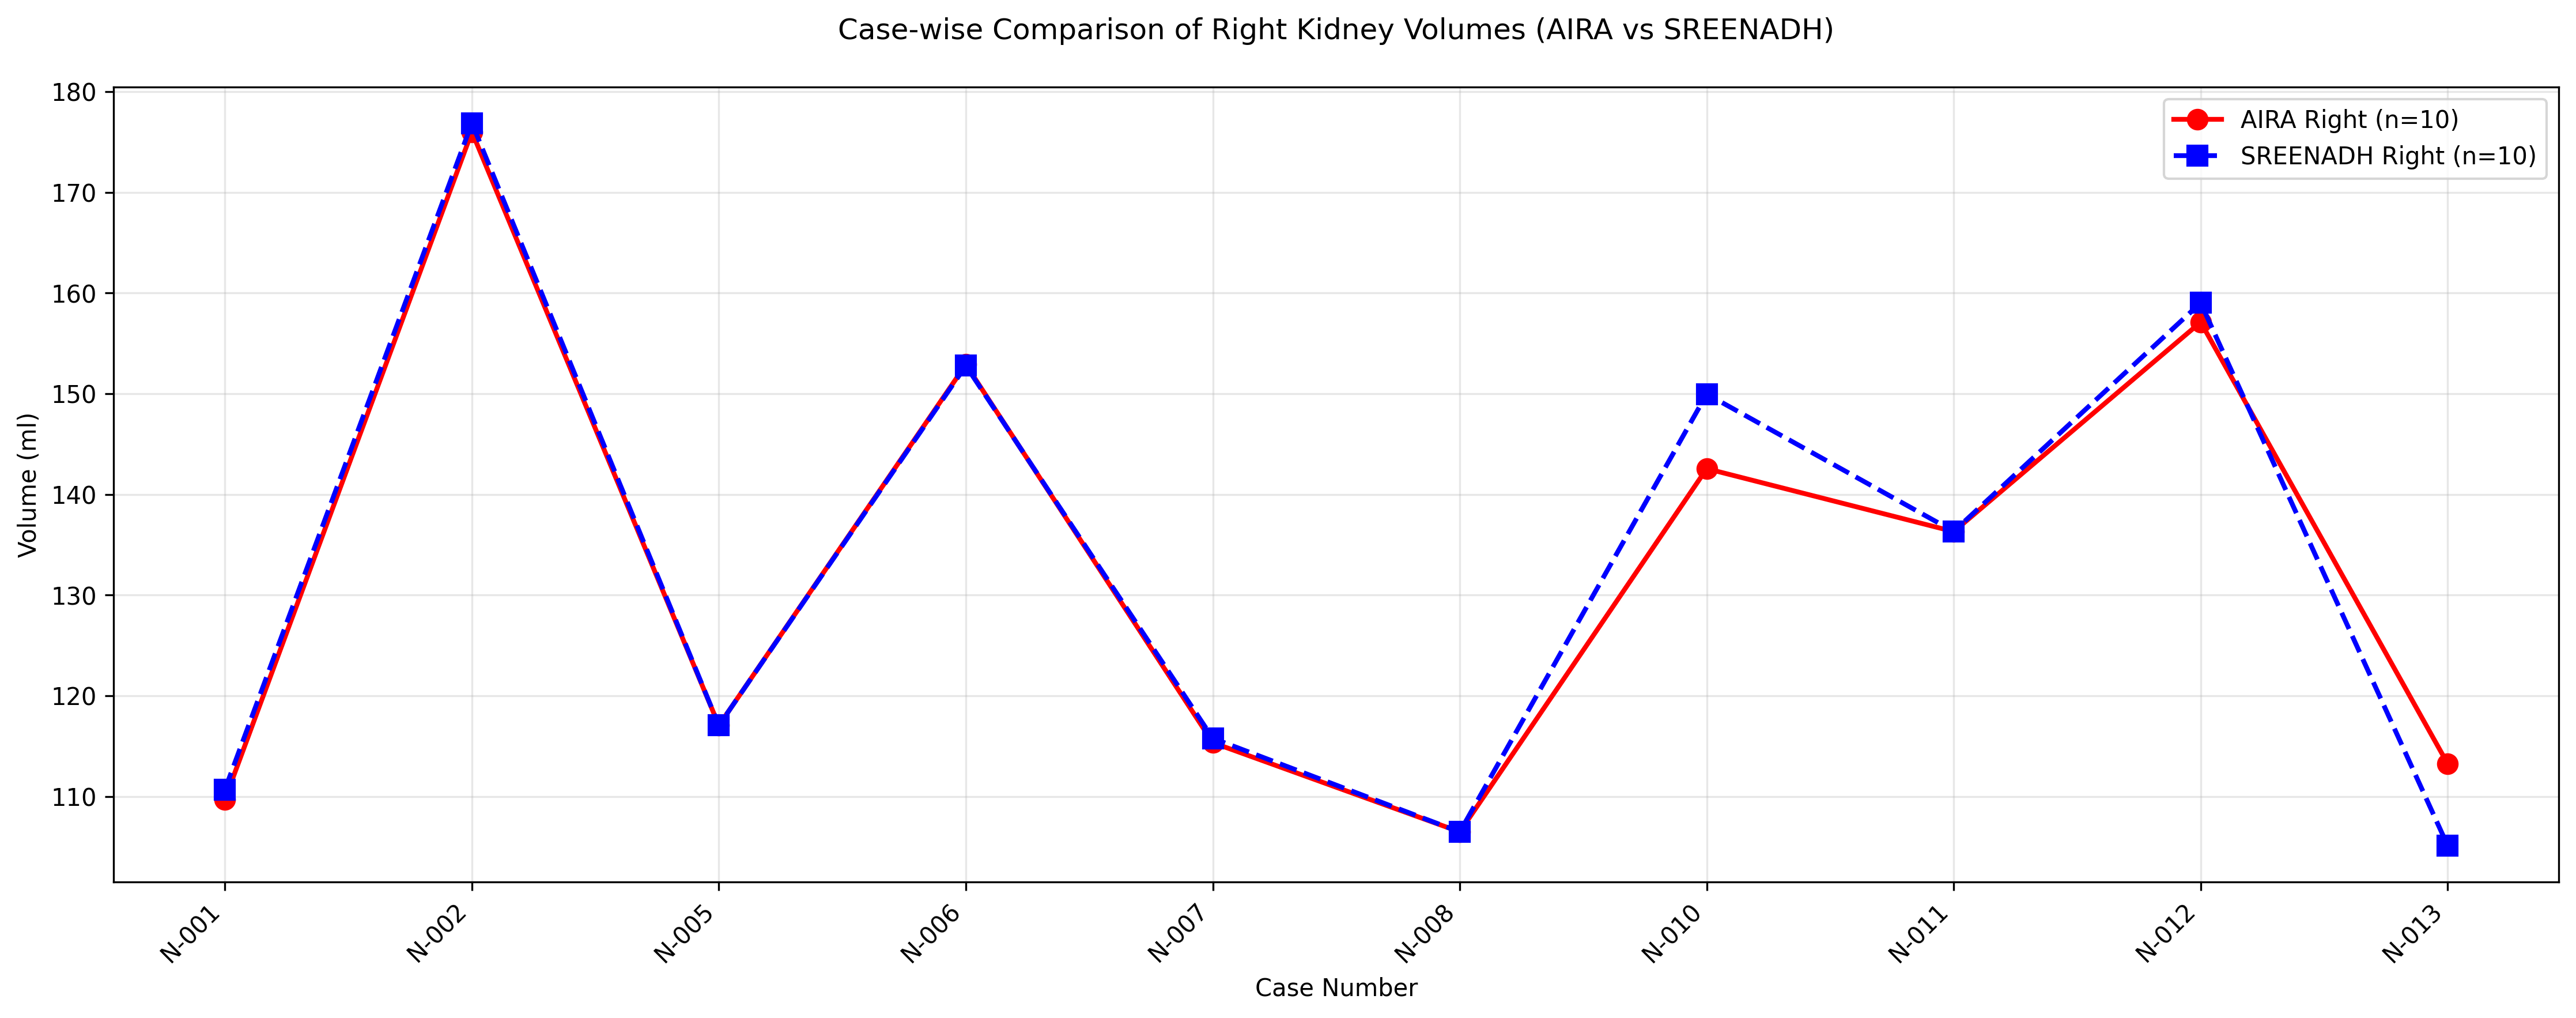 Case-wise Comparison of Right Kidney Volumes (AIRA vs SREENADH)
AIRA Right (n=10)
SREENADH Right (n=10)
Volume (ml)
180
170
160
150
140
130
120
110
N-001
N-002
N-005
N-006
N-007
N-008
N-010
N-011
N-012
N-013
Case Number